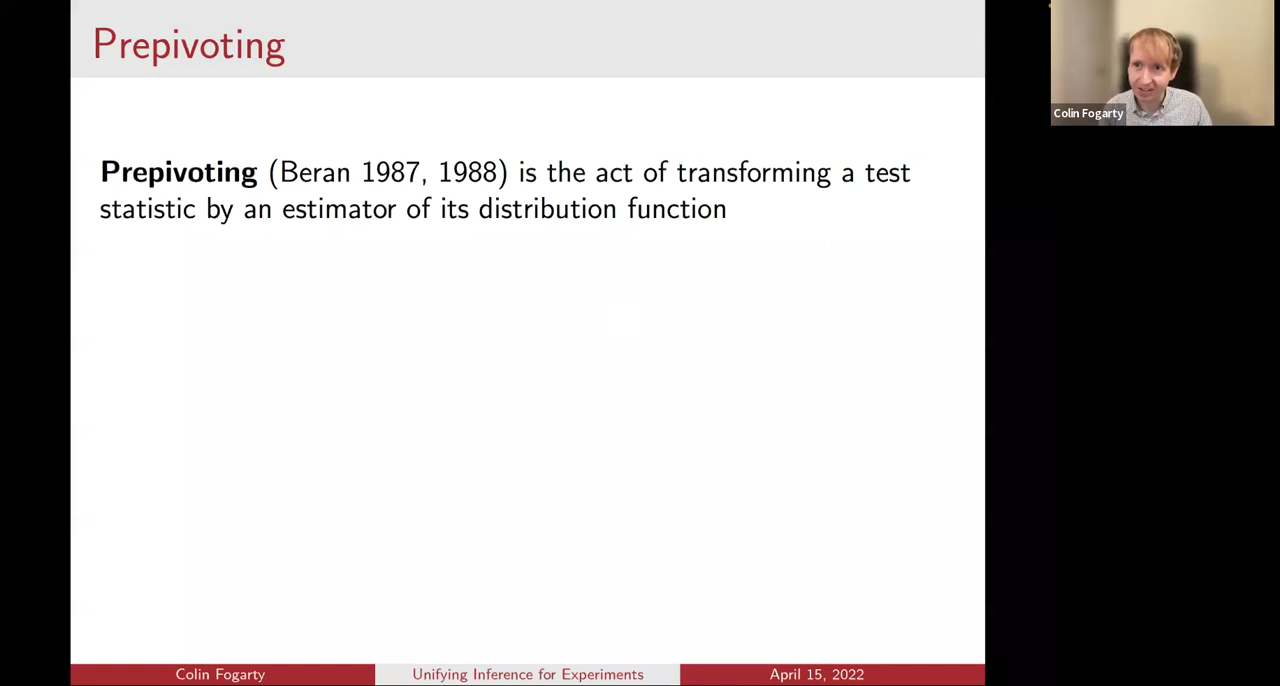 Prepivoting
Colin Fogarty
Prepivoting (Beran 1987, 1988) is the act of transforming a test
statistic by an estimator of its distribution function
Colin Fogarty
Unifying Inference for Experiments
April 15, 2022